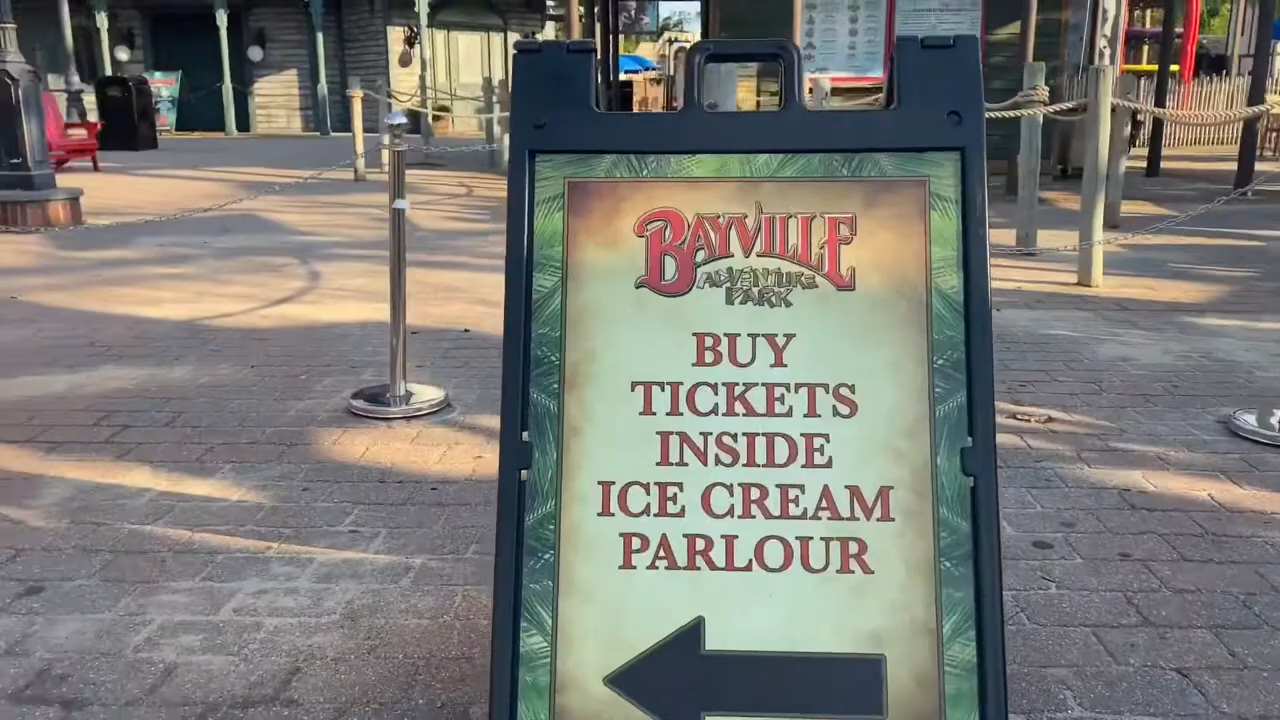 BAYVILLE
ADVENTURE
PARK
BUY
TICKETS
INSIDE
ICE CREAM
PARLOUR